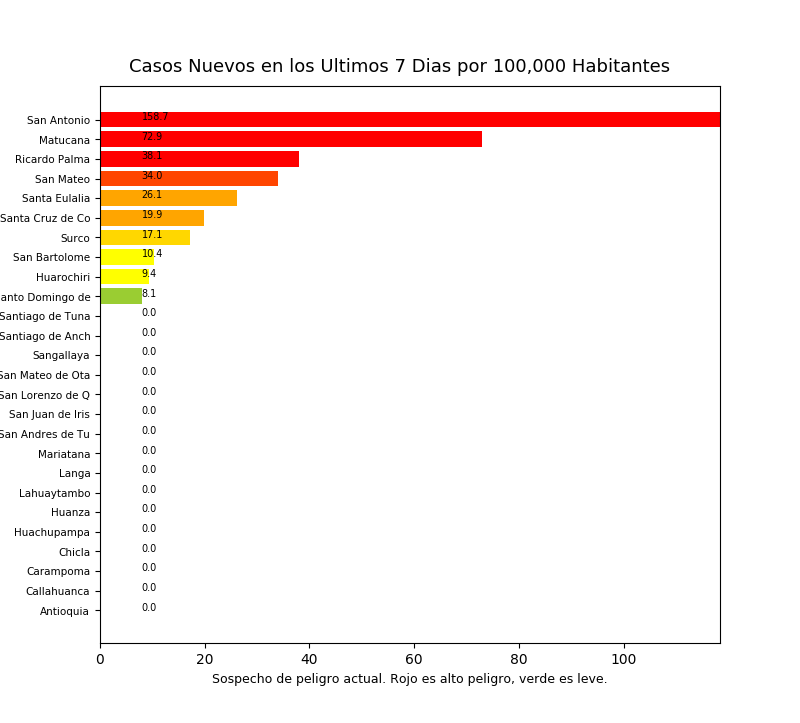 Casos Nuevos en los Ultimos 7 Dias por 100,000 Habitantes
San Antonio 158.7
Matucana 72.9
Ricardo Palma 38.1
San Mateo 34.0
Santa Eulalia 26.1
Santa Cruz de Co 19.9
Surco 17.1
San Bartolome 10.4
Huarochiri 9.4
anto Domingo de 8.1
Santiago de Tuna 0.0
Santiago de Anch 0.0
Sangallaya 0.0
San Mateo de Ota 0.0
San Lorenzo de Q 0.0
San Juan de Iris 0.0
San Andres de Tu 0.0
Mariatana 0.0
Langa 0.0
Lahuaytambo 0.0
Huanza 0.0
Huachupampa 0.0
Chicla 0.0
Carampoma 0.0
Callahuanca 0.0
Antioquia 0.0
0 20 40 60 80 100
Sospecho de peligro actual. Rojo es alto peligro, verde es leve.